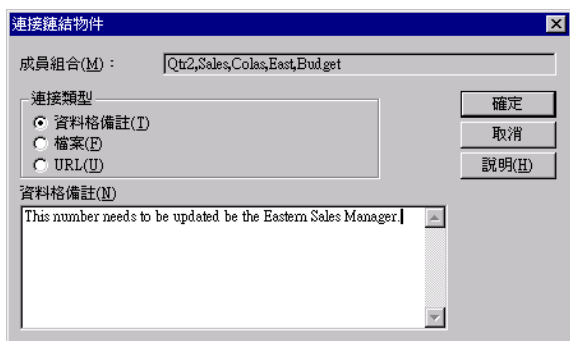 連接鏈結物件
成員組合(M)： Qtr2,Sales,Colas,East,Budget
連接類型
資料格備註(T)
檔案(F)
URL(U)
確定
取消
說明(H)
資料格備註(N)
This number needs to be updated be the Eastern Sales Manager.